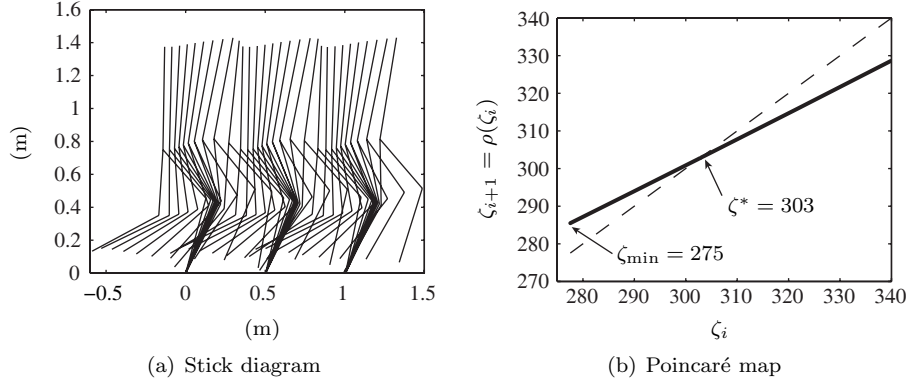 1.6
1.4
1.2
1
0.8
0.6
0.4
0.2
0
(m)
−0.5 0 0.5 1 1.5
(m)
(a) Stick diagram
340
330
320
310
300
290
280
270
ζi+1 = ρ(ζi)
ζ* = 303
ζmin = 275
280 290 300 310 320 330 340
ζi
(b) Poincaré map